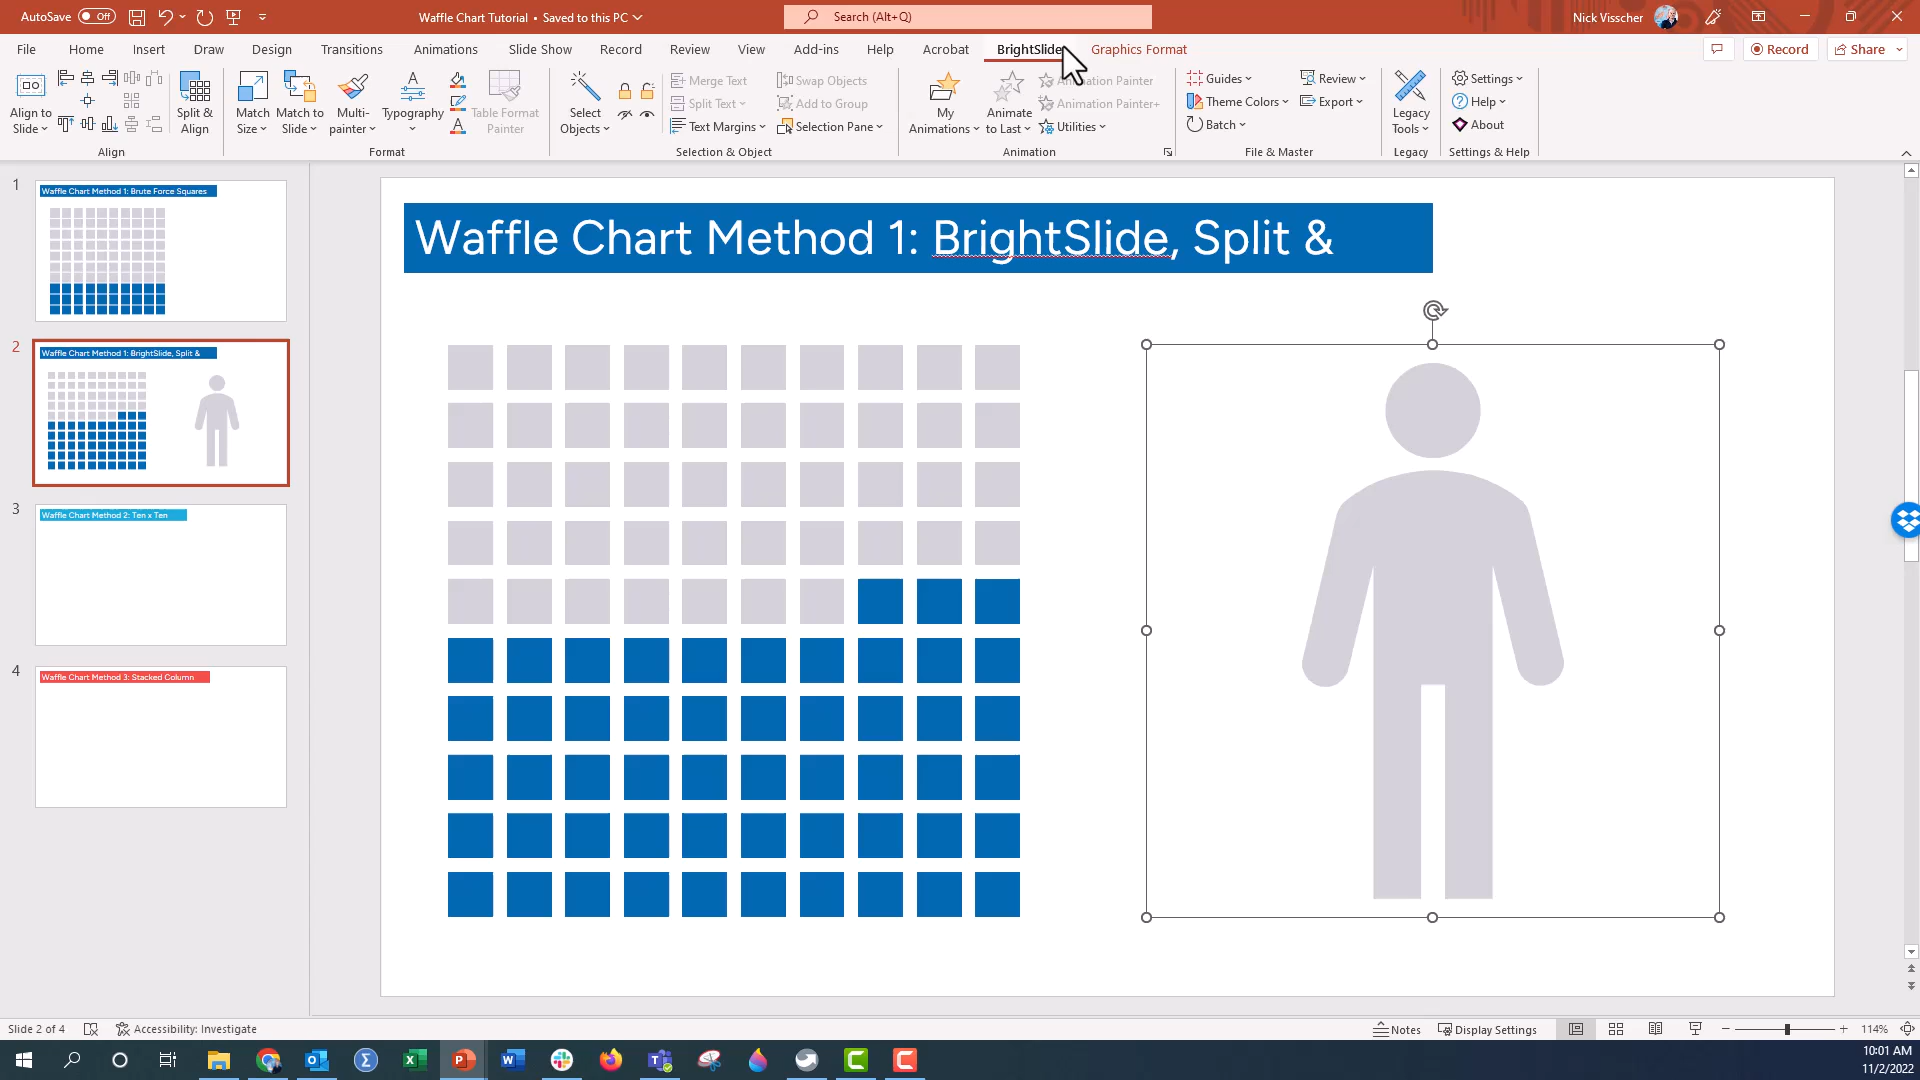 AutoSave Off
Waffle Chart Tutorial • Saved to this PC
Search (Alt+Q)
Nick Visscher
File Home Insert Draw Design Transitions Animations Slide Show Record Review View Add-ins Help Acrobat BrightSlide Graphics Format
Record
Share
Align to Slide
Split & Align
Align
Match Size
Match to Slide
Multi-painter
Typography
Table Format Painter
Format
Select Objects
Merge Text
Split Text
Text Margins
Swap Objects
Add to Group
Selection Pane
Selection & Object
My Animations
Animate to Last
Animation Painter
Animation Painter+
Utilities
Animation
Guides
Theme Colors
Batch
Review
Export
File & Master
Legacy Tools
Legacy
Settings
Help
About
Settings & Help
1
Waffle Chart Method 1: Brute Force Squares
2
Waffle Chart Method 1: BrightSlide, Split &
3
Waffle Chart Method 2: Ten x Ten
4
Waffle Chart Method 3: Stacked Column
Waffle Chart Method 1: BrightSlide, Split &
Slide 2 of 4
Accessibility: Investigate
Notes
Display Settings
114%
10:01 AM
11/2/2022